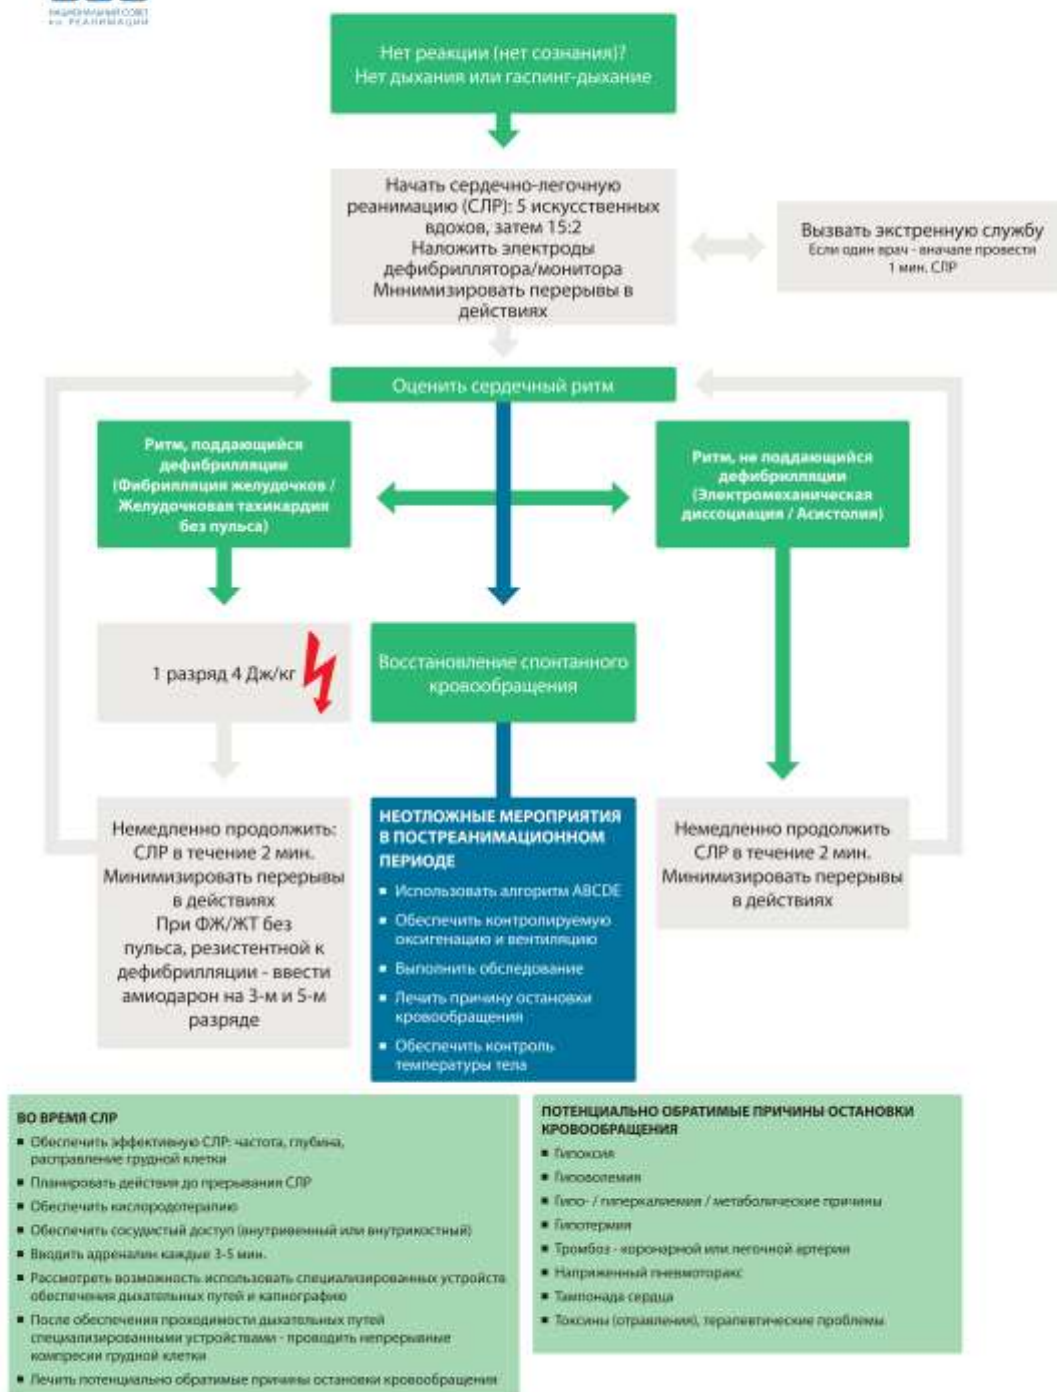 НАЦИОНАЛЬНЫЙ СОВЕТ
по РЕАНИМАЦИИ
Нет реакции (нет сознания)?
Нет дыхания или гаспинг-дыхание
Начать сердечно-легочную
реанимацию (СЛР): 5 искусственных
вдохов, затем 15:2
Наложить электроды
дефибриллятора/монитора
Минимизировать перерывы в
действиях
Вызвать экстренную службу
Если один врач - вначале провести
1 мин. СЛР
Оценить сердечный ритм
Ритм, поддающийся
дефибрилляции
(Фибрилляция желудочков /
Желудочковая тахикардия
без пульса)
Ритм, не поддающийся
дефибрилляции
(Электромеханическая
диссоциация / Асистолия)
1 разряд 4 Дж/кг
Восстановление спонтанного
кровообращения
Немедленно продолжить:
СЛР в течение 2 мин.
Минимизировать перерывы
в действиях
При ФЖ/ЖТ без
пульса, резистентной к
дефибрилляции - ввести
амиодарон на 3-м и 5-м
разряде
НЕОТЛОЖНЫЕ МЕРОПРИЯТИЯ
В ПОСТРЕАНИМАЦИОННОМ
ПЕРИОДЕ
▪ Использовать алгоритм ABCDE
▪ Обеспечить контролируемую
оксигенацию и вентиляцию
▪ Выполнить обследование
▪ Лечить причину остановки
кровообращения
▪ Обеспечить контроль
температуры тела
Немедленно продолжить
СЛР в течение 2 мин.
Минимизировать перерывы
в действиях
ВО ВРЕМЯ СЛР
▪ Обеспечить эффективную СЛР: частота, глубина,
расправление грудной клетки
▪ Планировать действия до прерывания СЛР
▪ Обеспечить кислородотерапию
▪ Обеспечить сосудистый доступ (внутривенный или внутрикостный)
▪ Вводить адреналин каждые 3-5 мин.
▪ Рассмотреть возможность использовать специализированных устройств
обеспечения дыхательных путей и капнографию
▪ После обеспечения проходимости дыхательных путей
специализированными устройствами - проводить непрерывные
компресии грудной клетки
▪ Лечить потенциально обратимые причины остановки кровообращения
ПОТЕНЦИАЛЬНО ОБРАТИМЫЕ ПРИЧИНЫ ОСТАНОВКИ
КРОВООБРАЩЕНИЯ
▪ Гипоксия
▪ Гиповолемия
▪ Гипо- / гиперкалиемия / метаболические причины
▪ Гипотермия
▪ Тромбоз - коронарной или легочной артерии
▪ Напряженный пневмоторакс
▪ Тампонада сердца
▪ Токсины (отравления), терапевтические проблемы